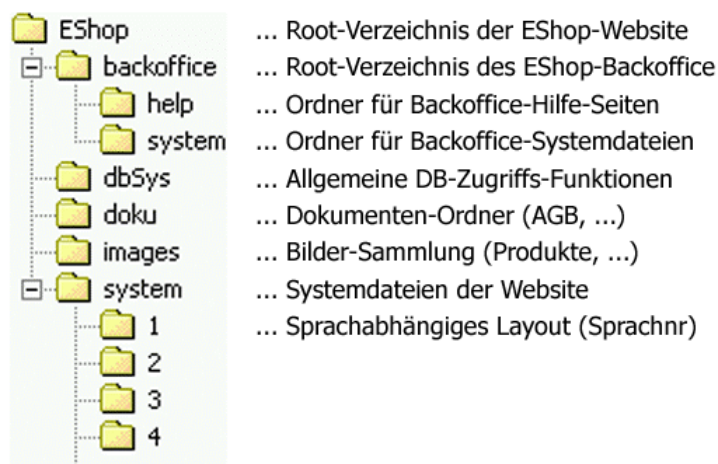 EShop ... Root-Verzeichnis der EShop-Website
backoffice ... Root-Verzeichnis des EShop-Backoffice
help ... Ordner für Backoffice-Hilfe-Seiten
system ... Ordner für Backoffice-Systemdateien
dbSys ... Allgemeine DB-Zugriffs-Funktionen
doku ... Dokumenten-Ordner (AGB, ...)
images ... Bilder-Sammlung (Produkte, ...)
system ... Systemdateien der Website
1 ... Sprachabhängiges Layout (Sprachnr)
2
3
4